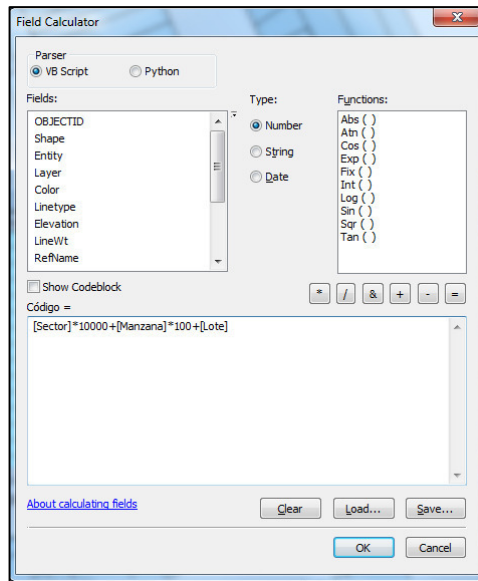 Field Calculator
Parser
VB Script Python
Fields: Type: Functions:
OBJECTID
Shape
Entity
Layer
Color
Linetype
Elevation
LineWt
RefName
Number
String
Date
Abs ( )
Atn ( )
Cos ( )
Exp ( )
Fix ( )
Int ( )
Log ( )
Sin ( )
Sqr ( )
Tan ( )
Show Codeblock
* / & + - =
Código =
[Sector]*10000+[Manzana]*100+[Lote]
About calculating fields Clear Load... Save...
OK Cancel